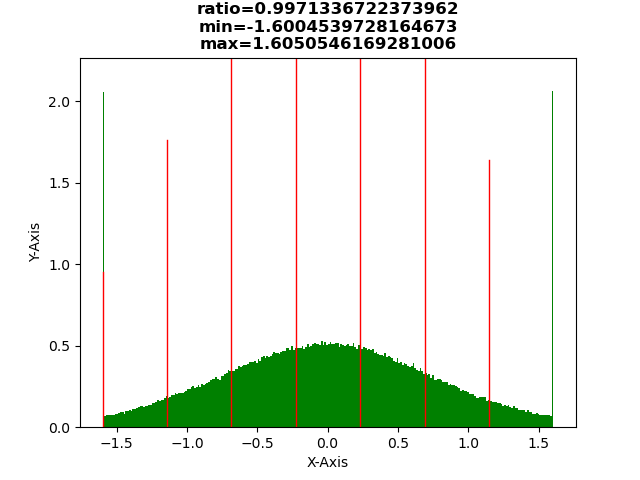 ratio=0.9971336722373962
min=-1.6004539728164673
max=1.6050546169281006
2.0
1.5
1.0
0.5
0.0
Y-Axis
−1.5
−1.0
−0.5
0.0
0.5
1.0
1.5
X-Axis